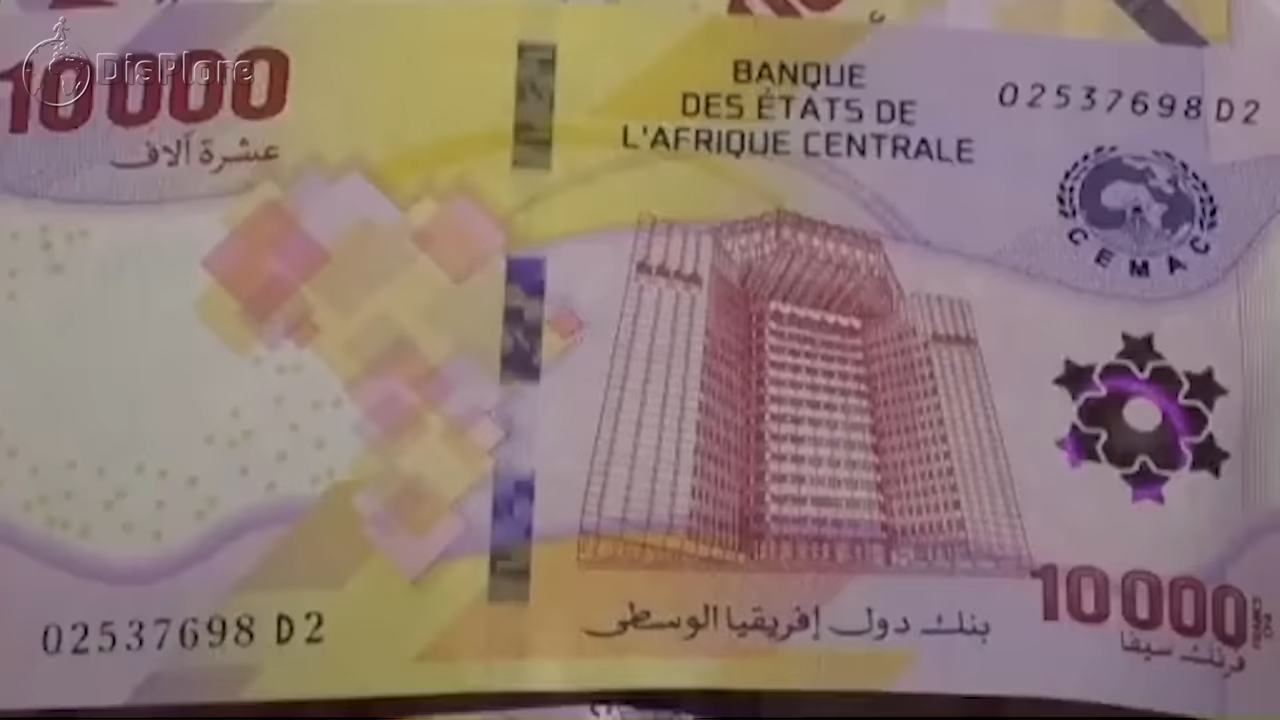 DisPlore
10000
عشرة آلاف
BANQUE
DES ÉTATS DE
L'AFRIQUE CENTRALE
02537698 D2
CEMAC
02537698 D2
بنك دول إفريقيا الوسطى
10000
فرنك سيفا